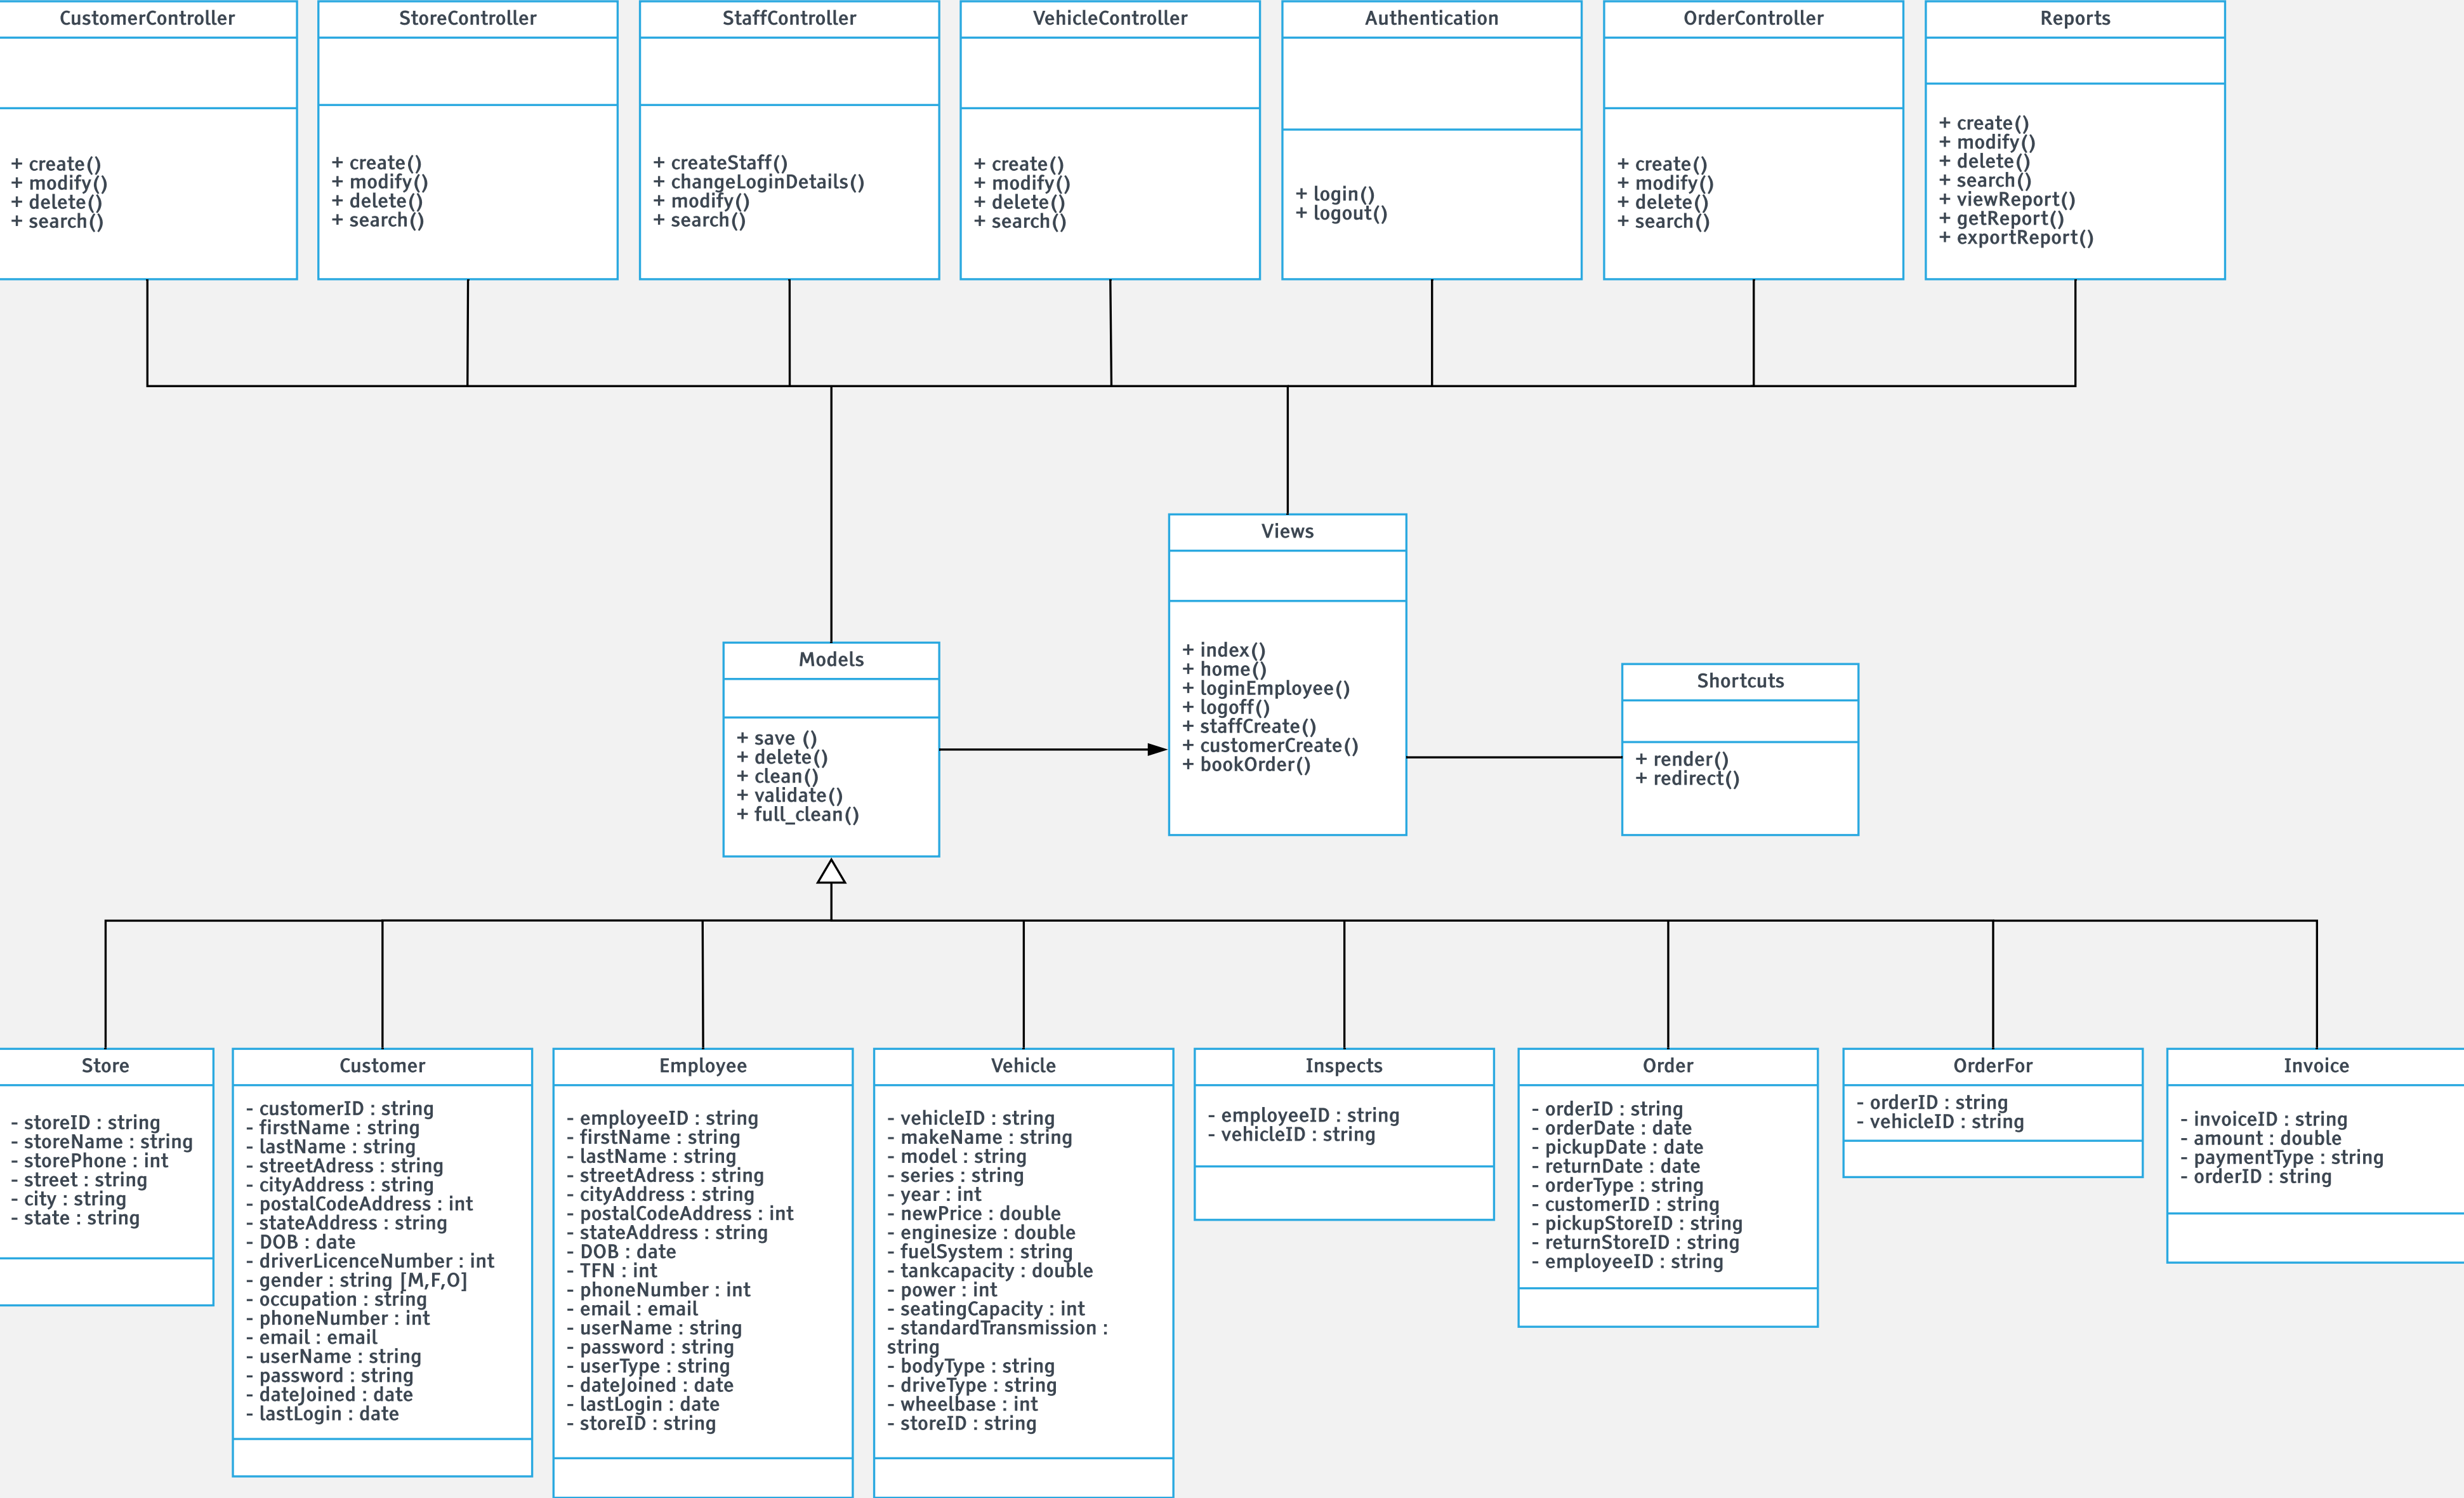 CustomerController
+ create()
+ modify()
+ delete()
+ search()
StoreController
+ create()
+ modify()
+ delete()
+ search()
StaffController
+ createStaff()
+ changeLoginDetails()
+ modify()
+ search()
VehicleController
+ create()
+ modify()
+ delete()
+ search()
Authentication
+ login()
+ logout()
OrderController
+ create()
+ modify()
+ delete()
+ search()
Reports
+ create()
+ modify()
+ delete()
+ search()
+ viewReport()
+ getReport()
+ exportReport()
Views
+ index()
+ home()
+ loginEmployee()
+ logoff()
+ staffCreate()
+ customerCreate()
+ bookOrder()
Models
+ save ()
+ delete()
+ clean()
+ validate()
+ full_clean()
Shortcuts
+ render()
+ redirect()
Store
- storeID : string
- storeName : string
- storePhone : int
- street : string
- city : string
- state : string
Customer
- customerID : string
- firstName : string
- lastName : string
- streetAdress : string
- cityAddress : string
- postalCodeAddress : int
- stateAddress : string
- DOB : date
- driverLicenceNumber : int
- gender : string [M,F,O]
- occupation : string
- phoneNumber : int
- email : email
- userName : string
- password : string
- dateJoined : date
- lastLogin : date
Employee
- employeeID : string
- firstName : string
- lastName : string
- streetAdress : string
- cityAddress : string
- postalCodeAddress : int
- stateAddress : string
- DOB : date
- TFN : int
- phoneNumber : int
- email : email
- userName : string
- password : string
- userType : string
- dateJoined : date
- lastLogin : date
- storeID : string
Vehicle
- vehicleID : string
- makeName : string
- model : string
- series : string
- year : int
- newPrice : double
- enginesize : double
- fuelSystem : string
- tankcapacity : double
- power : int
- seatingCapacity : int
- standardTransmission :
string
- bodyType : string
- driveType : string
- wheelbase : int
- storeID : string
Inspects
- employeeID : string
- vehicleID : string
Order
- orderID : string
- orderDate : date
- pickupDate : date
- returnDate : date
- orderType : string
- customerID : string
- pickupStoreID : string
- returnStoreID : string
- employeeID : string
OrderFor
- orderID : string
- vehicleID : string
Invoice
- invoiceID : string
- amount : double
- paymentType : string
- orderID : string